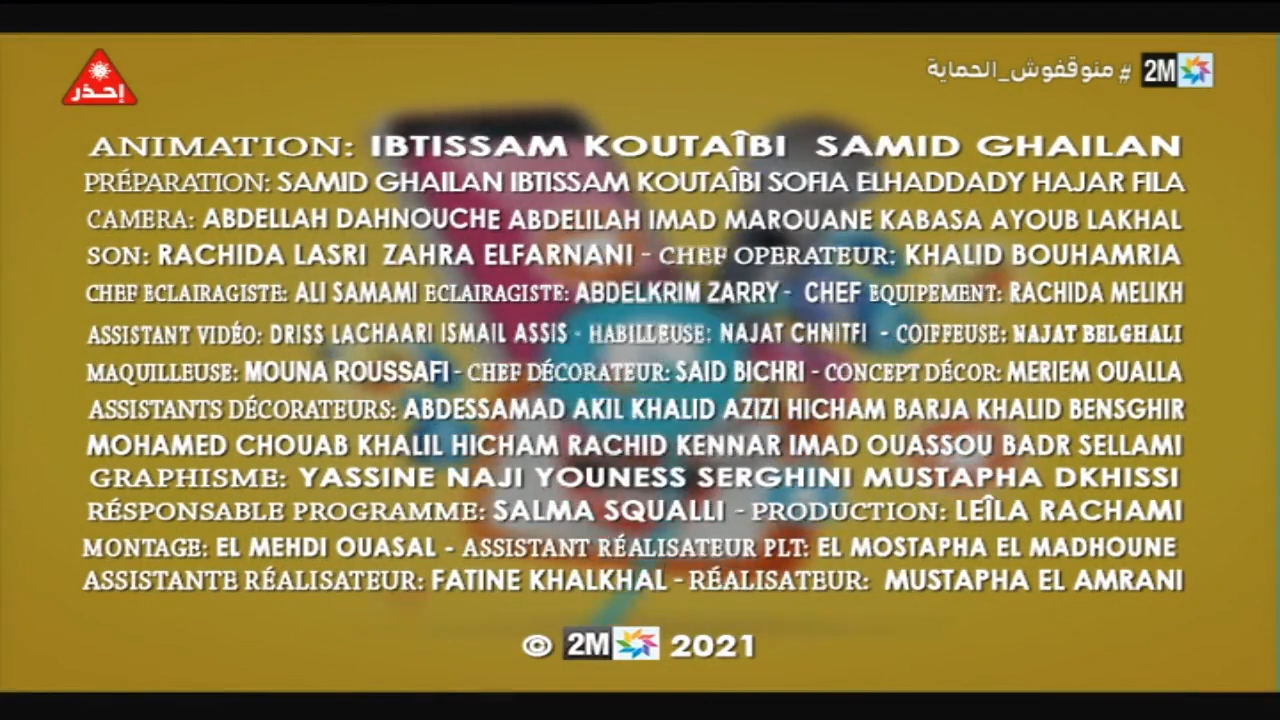 إحذر
#منوقفوش_الحماية 2M
ANIMATION: IBTISSAM KOUTAÎBI SAMID GHAILAN
PRÉPARATION: SAMID GHAILAN IBTISSAM KOUTAÎBI SOFIA ELHADDADY HAJAR FILA
CAMERA: ABDELLAH DAHNOUCHE ABDELILAH IMAD MAROUANE KABASA AYOUB LAKHAL
SON: RACHIDA LASRI ZAHRA ELFARNANI - CHEF OPERATEUR: KHALID BOUHAMRIA
CHEF ECLAIRAGISTE: ALI SAMAMI ECLAIRAGISTE: ABDELKRIM ZARRY - CHEF EQUIPEMENT: RACHIDA MELIKH
ASSISTANT VIDÉO: DRISS LACHAARI ISMAIL ASSIS - HABILLEUSE: NAJAT CHNITFI - COIFFEUSE: NAJAT BELGHALI
MAQUILLEUSE: MOUNA ROUSSAFI - CHEF DÉCORATEUR: SAID BICHRI - CONCEPT DÉCOR: MERIEM OUALLA
ASSISTANTS DÉCORATEURS: ABDESSAMAD AKIL KHALID AZIZI HICHAM BARJA KHALID BENSGHIR
MOHAMED CHOUAB KHALIL HICHAM RACHID KENNAR IMAD OUASSOU BADR SELLAMI
GRAPHISME: YASSINE NAJI YOUNESS SERGHINI MUSTAPHA DKHISSI
RÉSPONSABLE PROGRAMME: SALMA SQUALLI - PRODUCTION: LEÎLA RACHAMI
MONTAGE: EL MEHDI OUASAL - ASSISTANT RÉALISATEUR PLT: EL MOSTAPHA EL MADHOUNE
ASSISTANTE RÉALISATEUR: FATINE KHALKHAL - RÉALISATEUR: MUSTAPHA EL AMRANI
© 2M 2021